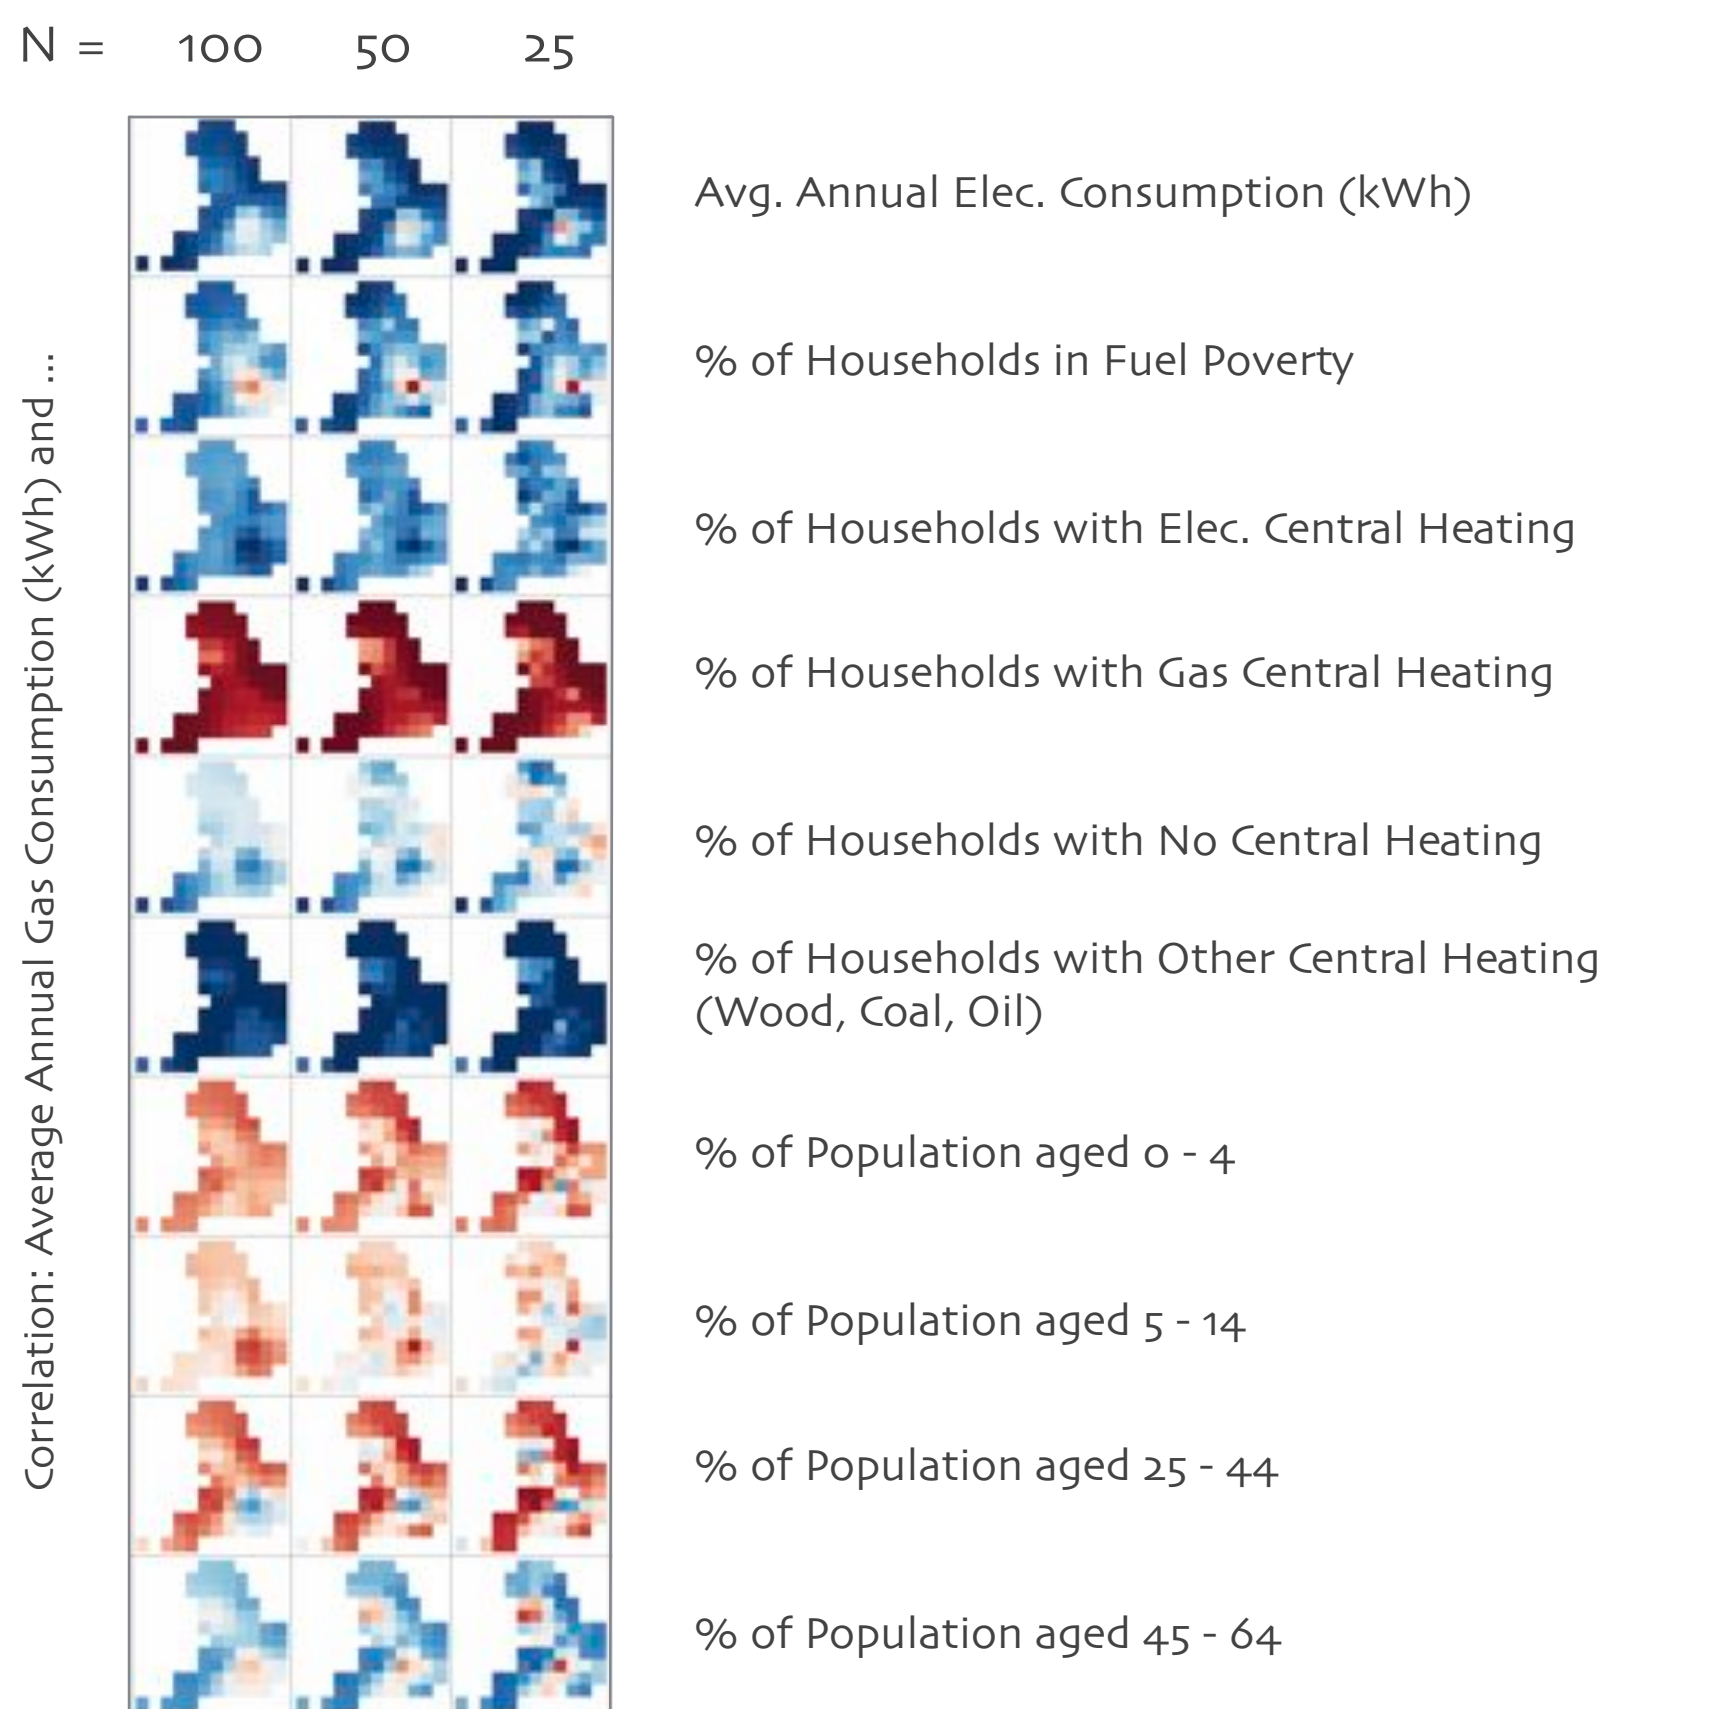 N = 100 50 25
Correlation: Average Annual Gas Consumption (kWh) and ...
Avg. Annual Elec. Consumption (kWh)
% of Households in Fuel Poverty
% of Households with Elec. Central Heating
% of Households with Gas Central Heating
% of Households with No Central Heating
% of Households with Other Central Heating
(Wood, Coal, Oil)
% of Population aged 0 - 4
% of Population aged 5 - 14
% of Population aged 25 - 44
% of Population aged 45 - 64